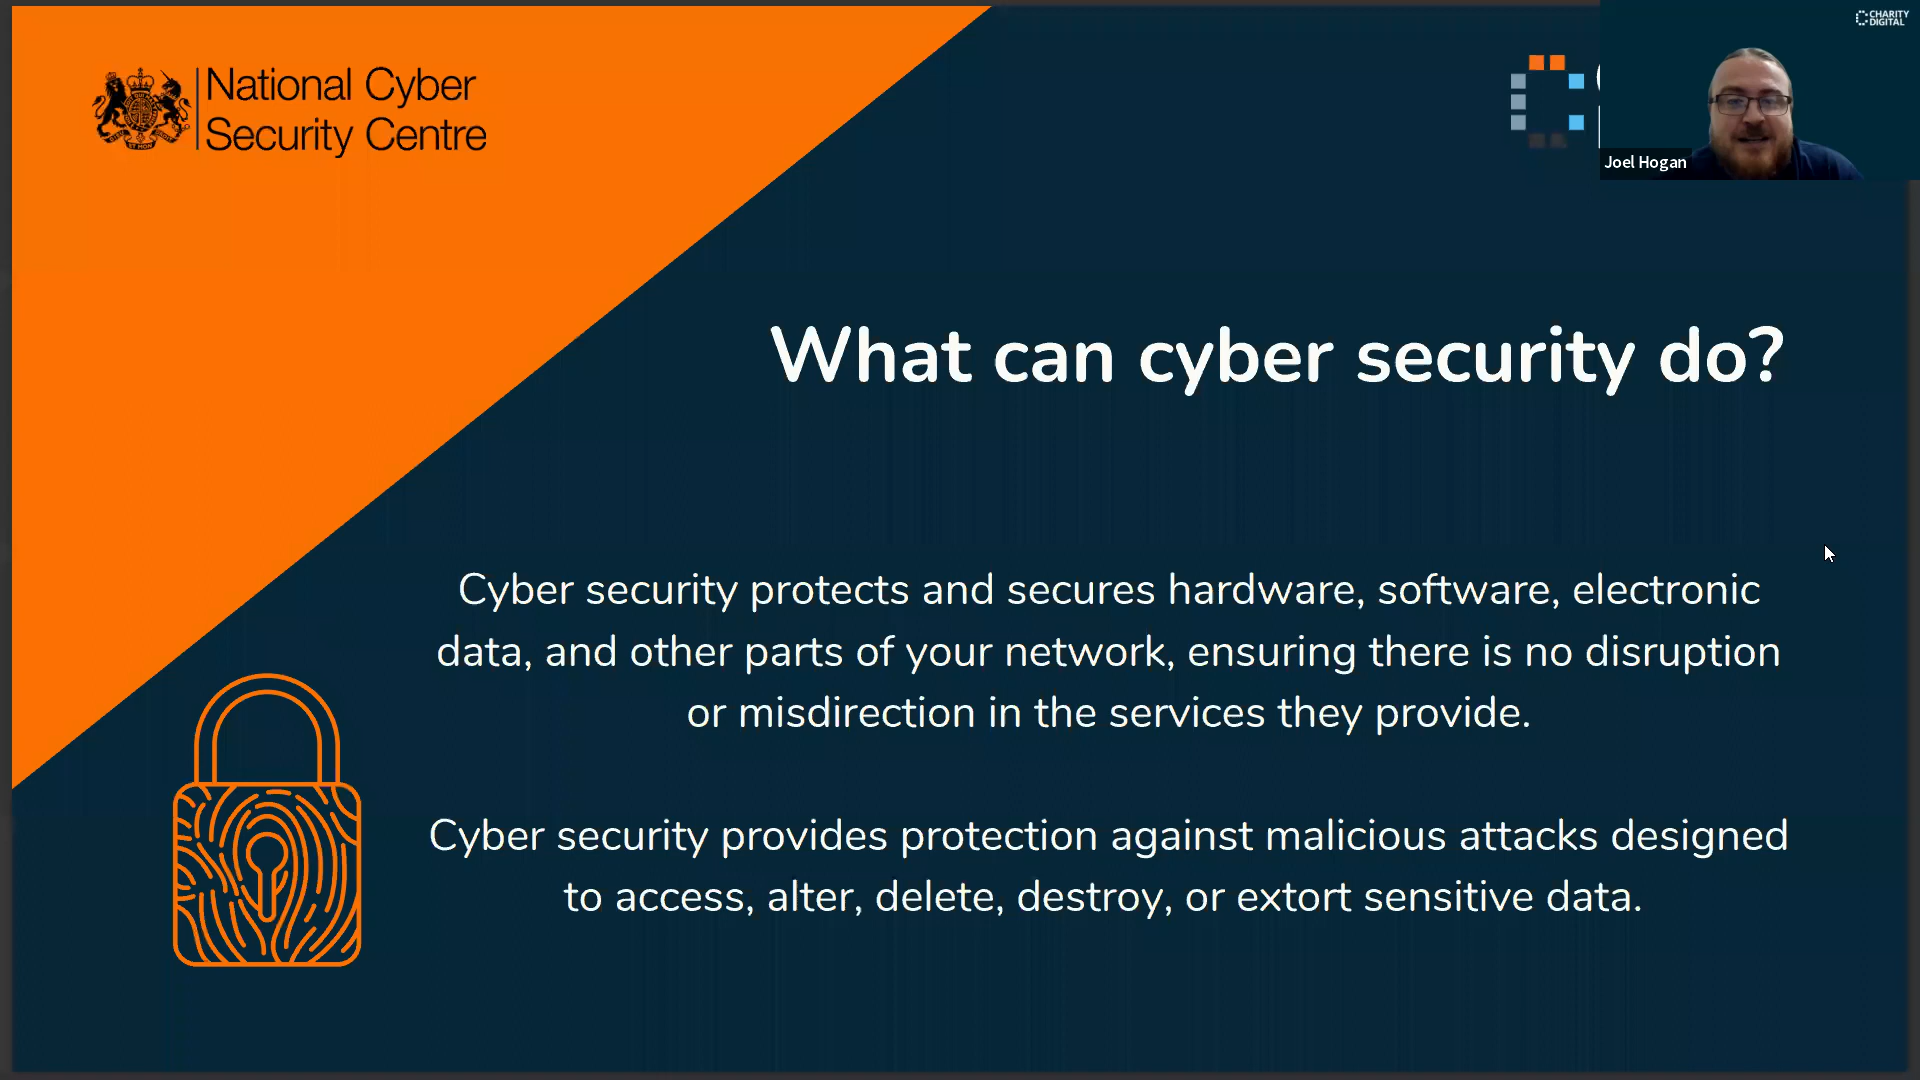 National Cyber
Security Centre
CHARITY
DIGITAL
Joel Hogan
What can cyber security do?
Cyber security protects and secures hardware, software, electronic
data, and other parts of your network, ensuring there is no disruption
or misdirection in the services they provide.
Cyber security provides protection against malicious attacks designed
to access, alter, delete, destroy, or extort sensitive data.